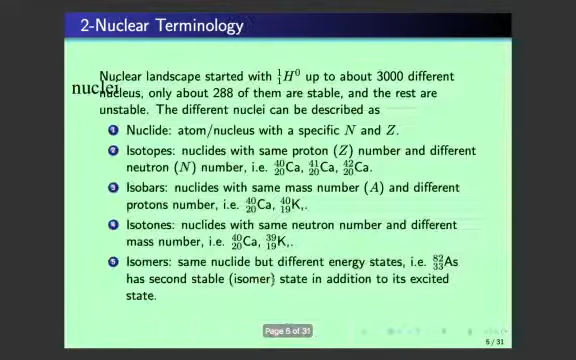 2-Nuclear Terminology
Nuclear landscape started with ¹₁H⁰ up to about 3000 different
nuclei
nucleus, only about 288 of them are stable, and the rest are
unstable. The different nuclei can be described as
1 Nuclide: atom/nucleus with a specific N and Z.
2 Isotopes: nuclides with same proton (Z) number and different
neutron (N) number, i.e. ⁴⁰₂₀Ca, ⁴¹₂₀Ca, ⁴²₂₀Ca.
3 Isobars: nuclides with same mass number (A) and different
protons number, i.e. ⁴⁰₂₀Ca, ⁴⁰₁₉K,.
4 Isotones: nuclides with same neutron number and different
mass number, i.e. ⁴⁰₂₀Ca, ³⁹₁₉K,.
5 Isomers: same nuclide but different energy states, i.e. ⁸²₃₃As
has second stable (isomer) state in addition to its excited
state.
Page 5 of 31
5 / 31